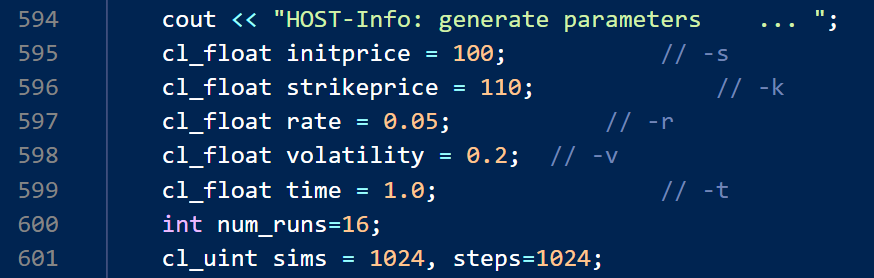 594 cout << "HOST-Info: generate parameters    ... ";
595 cl_float initprice = 100;           // -s
596 cl_float strikeprice = 110;             // -k
597 cl_float rate = 0.05;           // -r
598 cl_float volatility = 0.2;  // -v
599 cl_float time = 1.0;                // -t
600 int num_runs=16;
601 cl_uint sims = 1024, steps=1024;